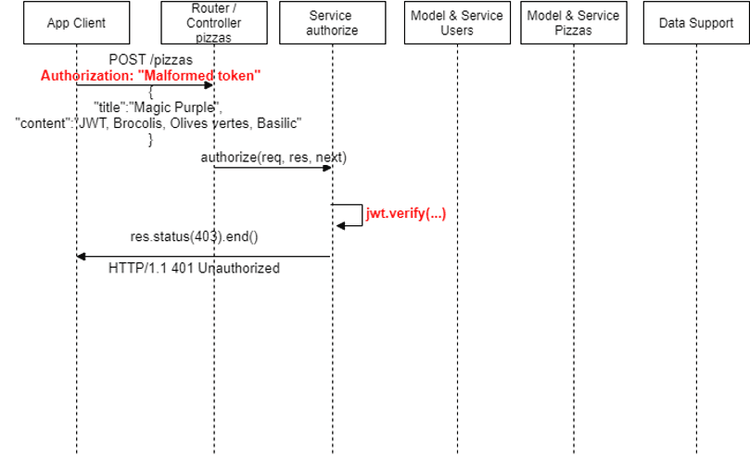 App Client
Router /
Controller
pizzas
Service
authorize
Model & Service
Users
Model & Service
Pizzas
Data Support
POST /pizzas
Authorization: "Malformed token"
{
"title":"Magic Purple",
"content":"JWT, Brocolis, Olives vertes, Basilic"
}
authorize(req, res, next)
jwt.verify(...)
res.status(403).end()
HTTP/1.1 401 Unauthorized